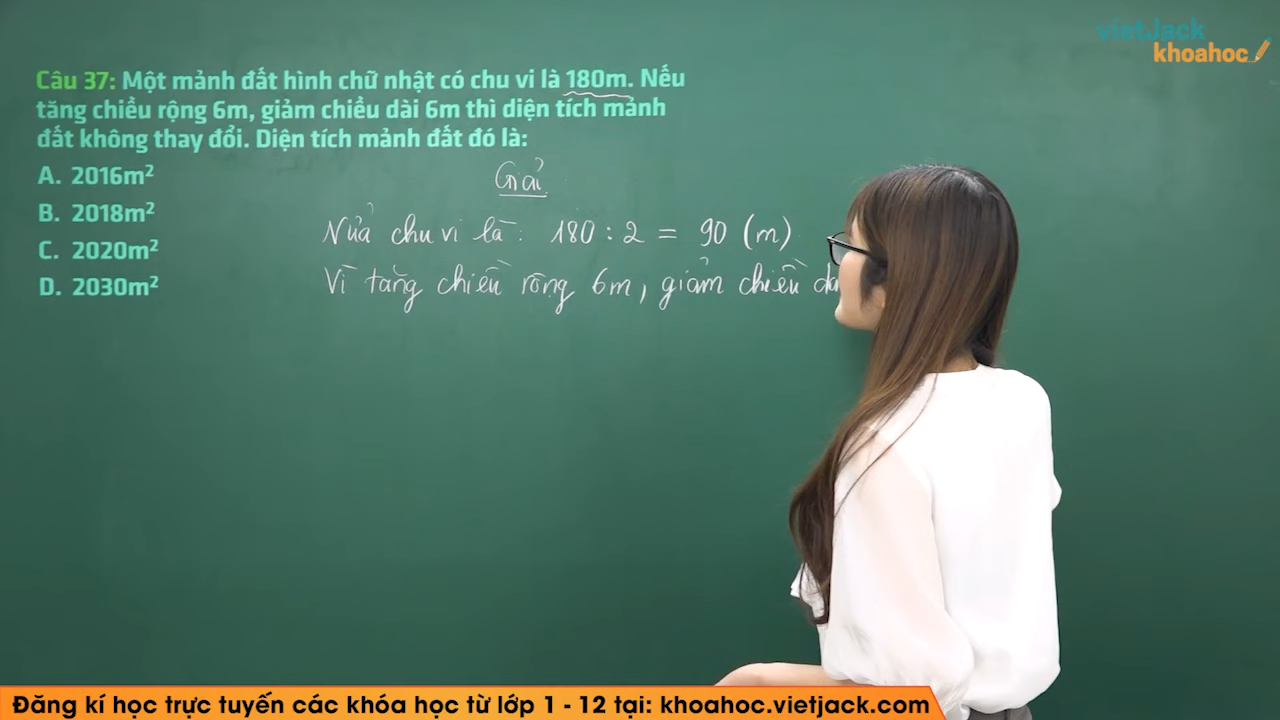 vietJack
khoahoc
Câu 37: Một mảnh đất hình chữ nhật có chu vi là 180m. Nếu
tăng chiều rộng 6m, giảm chiều dài 6m thì diện tích mảnh
đất không thay đổi. Diện tích mảnh đất đó là:
A. 2016m²
B. 2018m²
C. 2020m²
D. 2030m²
Giải
Nửa chu vi là: 180 : 2 = 90 (m)
Vì tăng chiều rộng 6m, giảm chiều
Đăng kí học trực tuyến các khóa học từ lớp 1 - 12 tại: khoahoc.vietjack.com